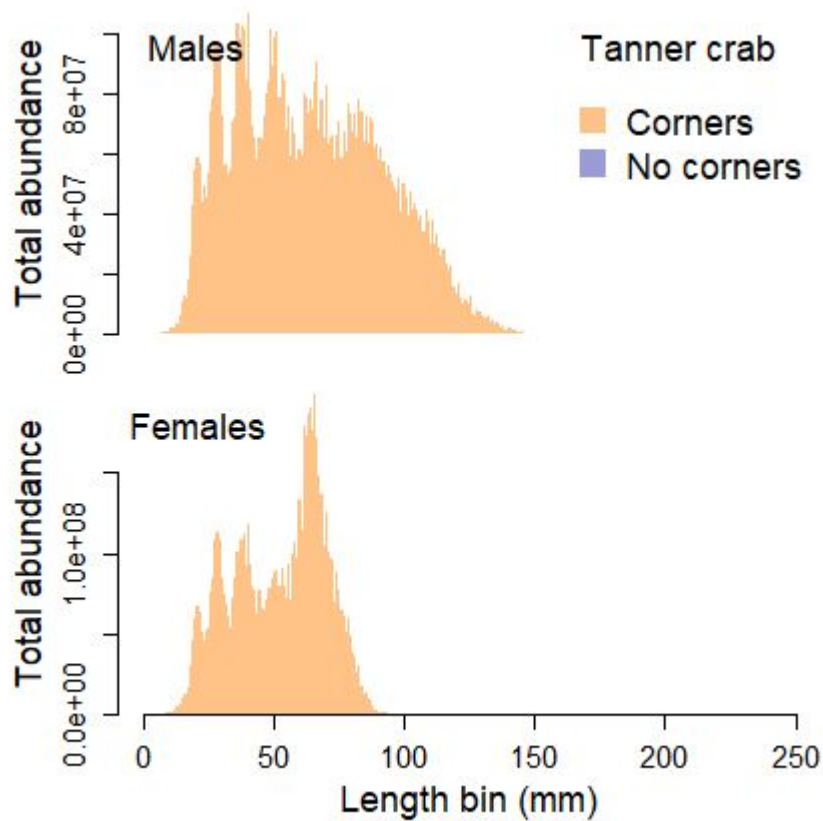 Males
Tanner crab
Corners
No corners
Total abundance
0e+00
4e+07
8e+07
Females
Total abundance
0.0e+00
1.0e+08
0 50 100 150 200 250
Length bin (mm)